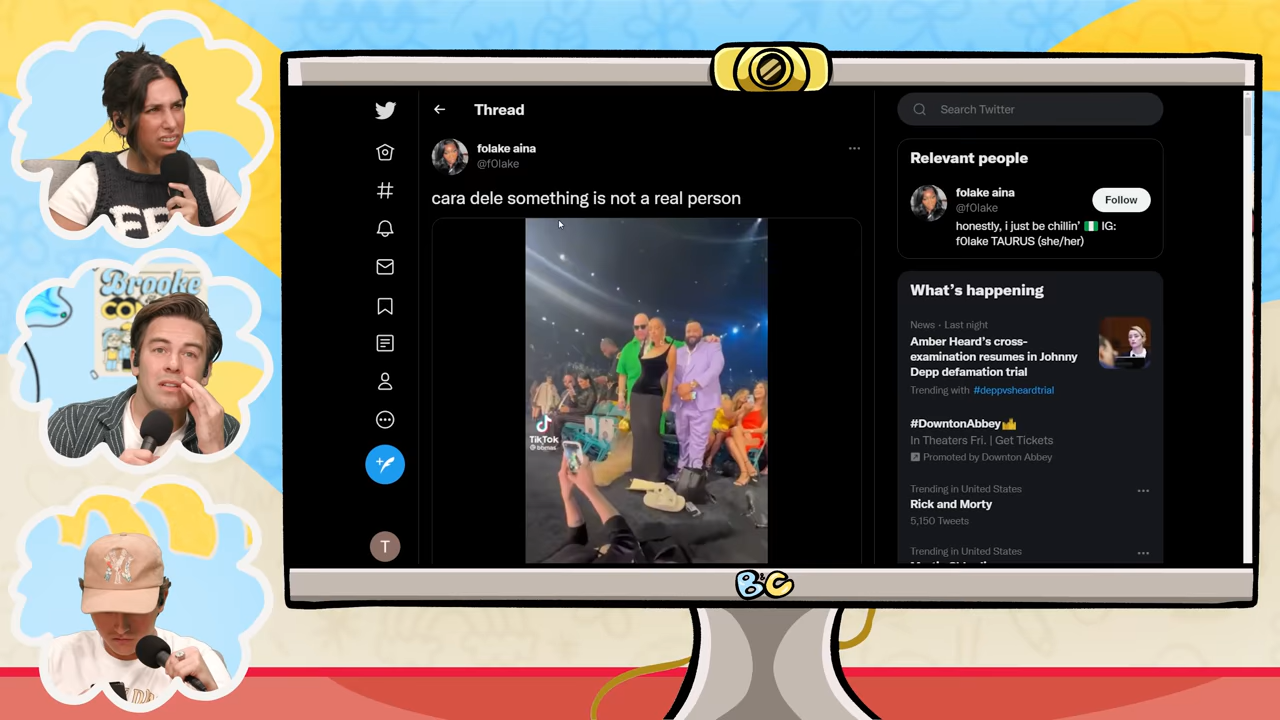 Brooke
CON
B&C
Thread
folake aina
@f0lake
cara dele something is not a real person
TikTok
T
Search Twitter
Relevant people
folake aina
@f0lake
Follow
honestly, i just be chillin' 🇳🇬 IG:
f0lake TAURUS (she/her)
What's happening
News · Last night
Amber Heard's cross-
examination resumes in Johnny
Depp defamation trial
Trending with #deppvsheardtrial
#DowntonAbbey
In Theaters Fri. | Get Tickets
Promoted by Downton Abbey
Trending in United States
Rick and Morty
5,150 Tweets
Trending in United States